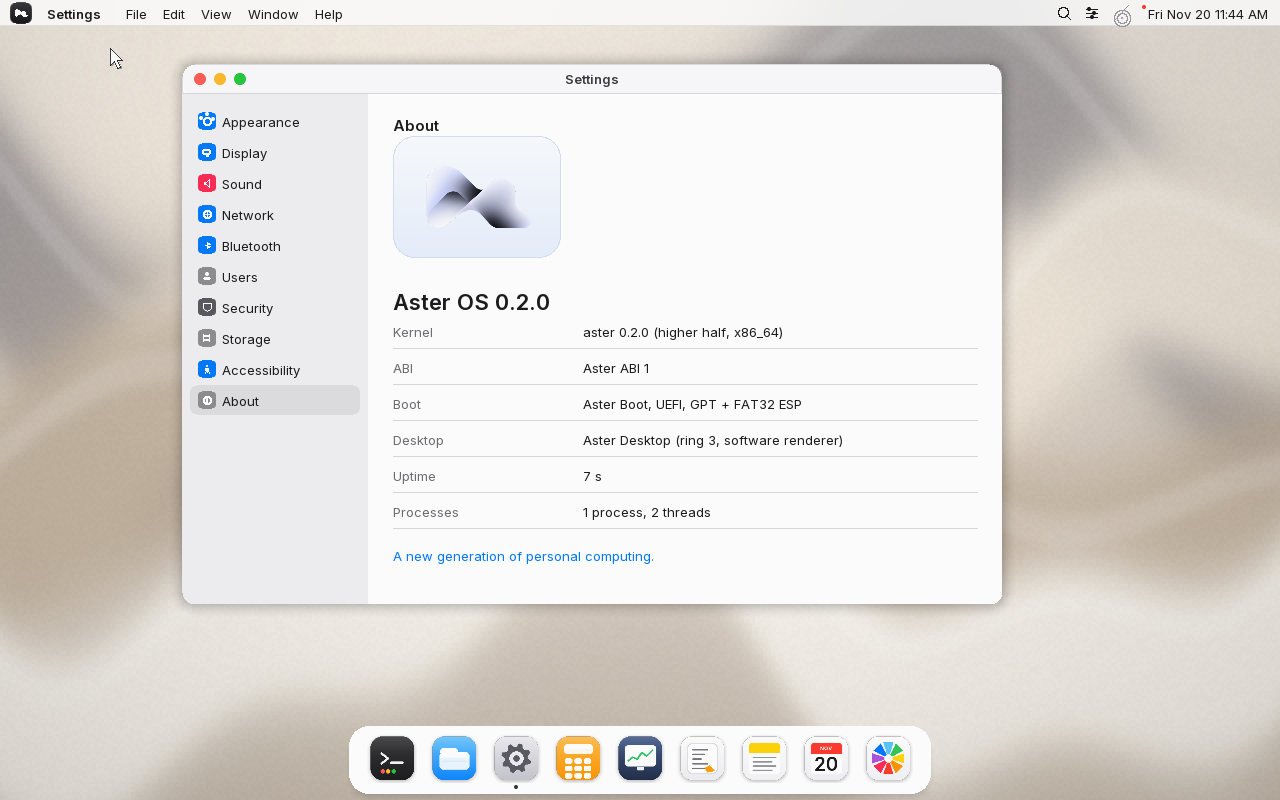 Settings File Edit View Window Help Fri Nov 20 11:44 AM
Settings
Appearance
Display
Sound
Network
Bluetooth
Users
Security
Storage
Accessibility
About
About
Aster OS 0.2.0
Kernel aster 0.2.0 (higher half, x86_64)
ABI Aster ABI 1
Boot Aster Boot, UEFI, GPT + FAT32 ESP
Desktop Aster Desktop (ring 3, software renderer)
Uptime 7 s
Processes 1 process, 2 threads
A new generation of personal computing.
NOV
20